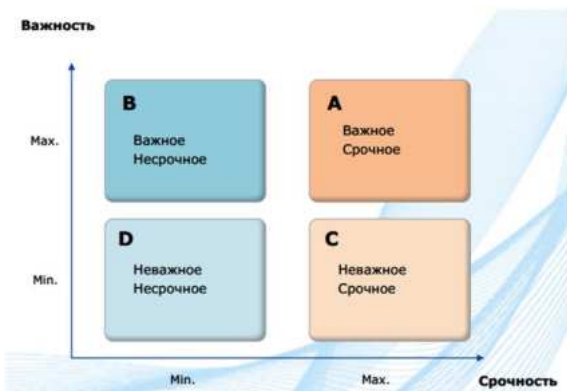 Важность
B
A
Max.
Важное
Несрочное
Важное
Срочное
D
C
Min.
Неважное
Несрочное
Неважное
Срочное
Min.
Max.
Срочность